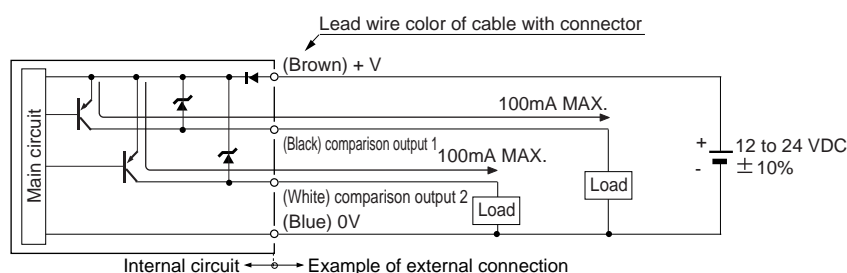 Lead wire color of cable with connector
(Brown) + V
100mA MAX.
(Black) comparison output 1
100mA MAX.
Main circuit
+
-
12 to 24 VDC
±10%
Load
Load
(White) comparison output 2
(Blue) 0V
Internal circuit
Example of external connection